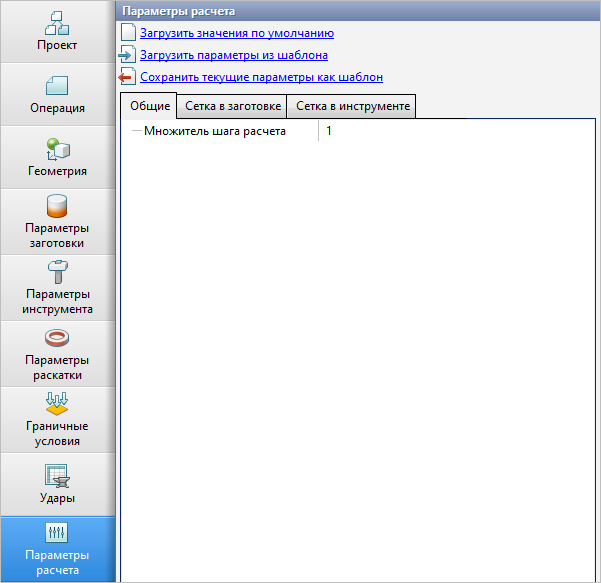 Проект
Операция
Геометрия
Параметры
заготовки
Параметры
инструмента
Параметры
раскатки
Граничные
условия
Удары
Параметры
расчета
Параметры расчета
Загрузить значения по умолчанию
Загрузить параметры из шаблона
Сохранить текущие параметры как шаблон
Общие Сетка в заготовке Сетка в инструменте
Множитель шага расчета 1